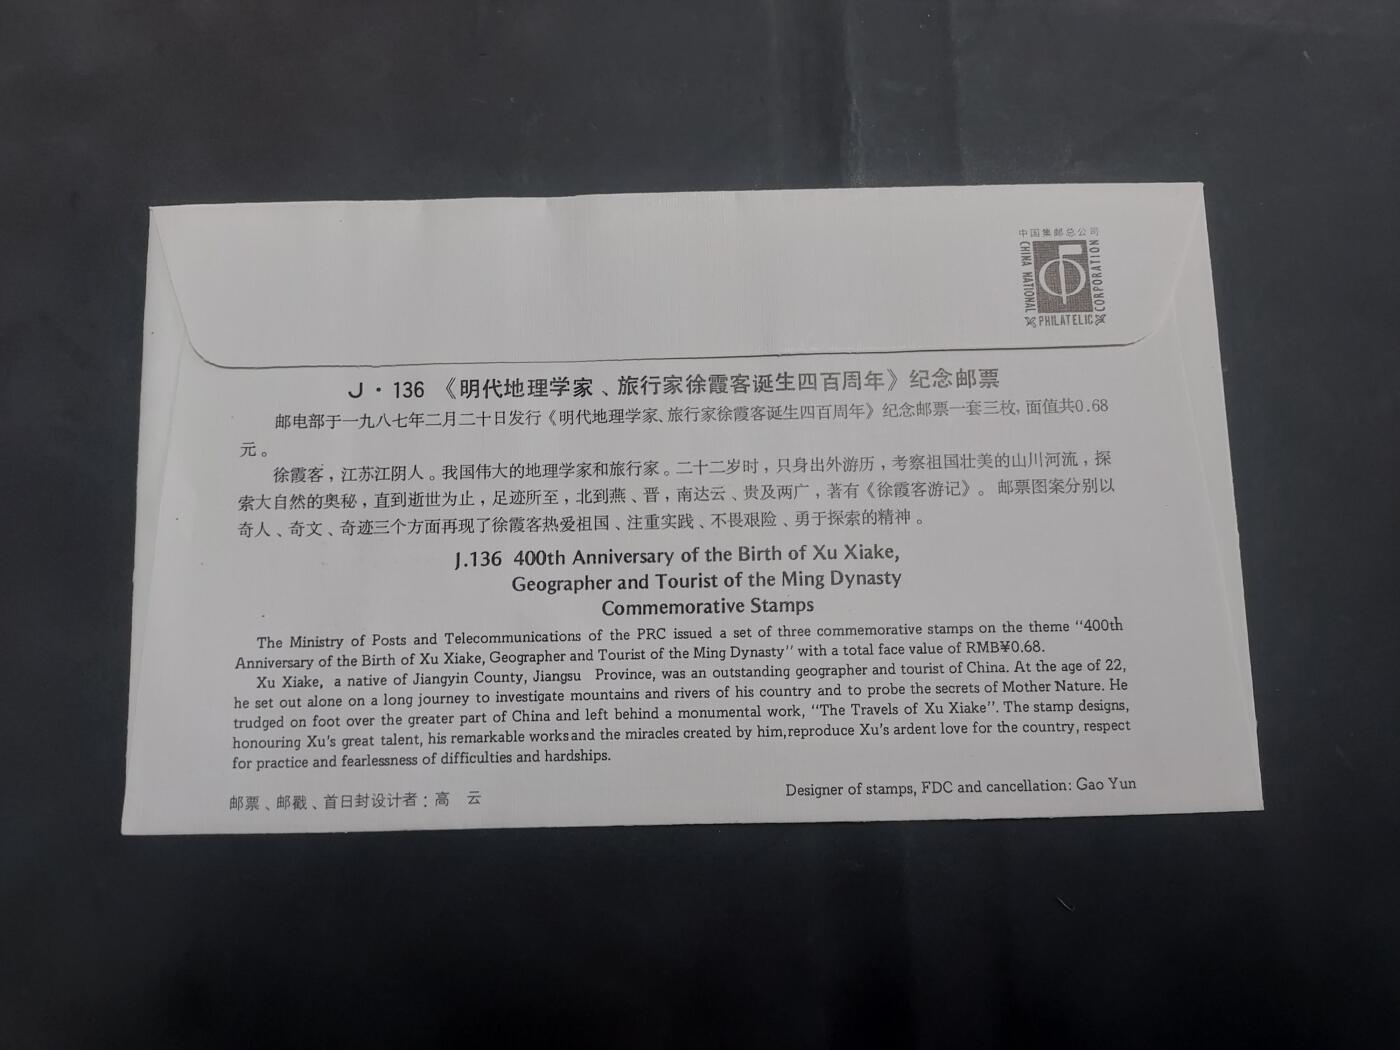 中国集邮总公司
CHINA NATIONAL
PHILATELIC
CORPORATION
J·136 《明代地理学家、旅行家徐霞客诞生四百周年》纪念邮票
邮电部于一九八七年二月二十日发行《明代地理学家、旅行家徐霞客诞生四百周年》纪念邮票一套三枚,面值共0.68
元。
徐霞客，江苏江阴人。我国伟大的地理学家和旅行家。二十二岁时，只身出外游历，考察祖国壮美的山川河流，探
索大自然的奥秘，直到逝世为止，足迹所至，北到燕、晋，南达云、贵及两广，著有《徐霞客游记》。邮票图案分别以
奇人、奇文、奇迹三个方面再现了徐霞客热爱祖国、注重实践、不畏艰险、勇于探索的精神。
J.136 400th Anniversary of the Birth of Xu Xiake,
Geographer and Tourist of the Ming Dynasty
Commemorative Stamps
The Ministry of Posts and Telecommunications of the PRC issued a set of three commemorative stamps on the theme "400th
Anniversary of the Birth of Xu Xiake, Geographer and Tourist of the Ming Dynasty" with a total face value of RMB¥0.68.
Xu Xiake, a native of Jiangyin County, Jiangsu Province, was an outstanding geographer and tourist of China. At the age of 22,
he set out alone on a long journey to investigate mountains and rivers of his country and to probe the secrets of Mother Nature. He
trudged on foot over the greater part of China and left behind a monumental work, "The Travels of Xu Xiake". The stamp designs,
honouring Xu's great talent, his remarkable works and the miracles created by him, reproduce Xu's ardent love for the country, respect
for practice and fearlessness of difficulties and hardships.
邮票、邮戳、首日封设计者：高 云
Designer of stamps, FDC and cancellation: Gao Yun